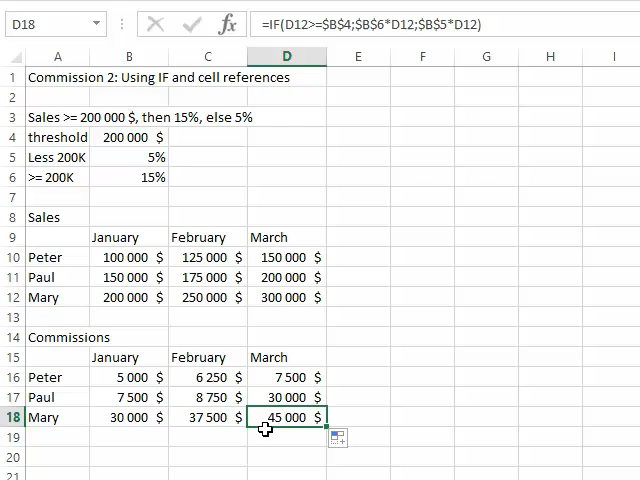 D18 fx =IF(D12>=$B$4;$B$6*D12;$B$5*D12)
A B C D E F G H I
1 Commission 2: Using IF and cell references
2
3 Sales >= 200 000 $, then 15%, else 5%
4 threshold 200 000 $
5 Less 200K 5%
6 >= 200K 15%
7
8 Sales
9 January February March
10 Peter 100 000 $ 125 000 $ 150 000 $
11 Paul 150 000 $ 175 000 $ 200 000 $
12 Mary 200 000 $ 250 000 $ 300 000 $
13
14 Commissions
15 January February March
16 Peter 5 000 $ 6 250 $ 7 500 $
17 Paul 7 500 $ 8 750 $ 30 000 $
18 Mary 30 000 $ 37 500 $ 45 000 $
19
20
21